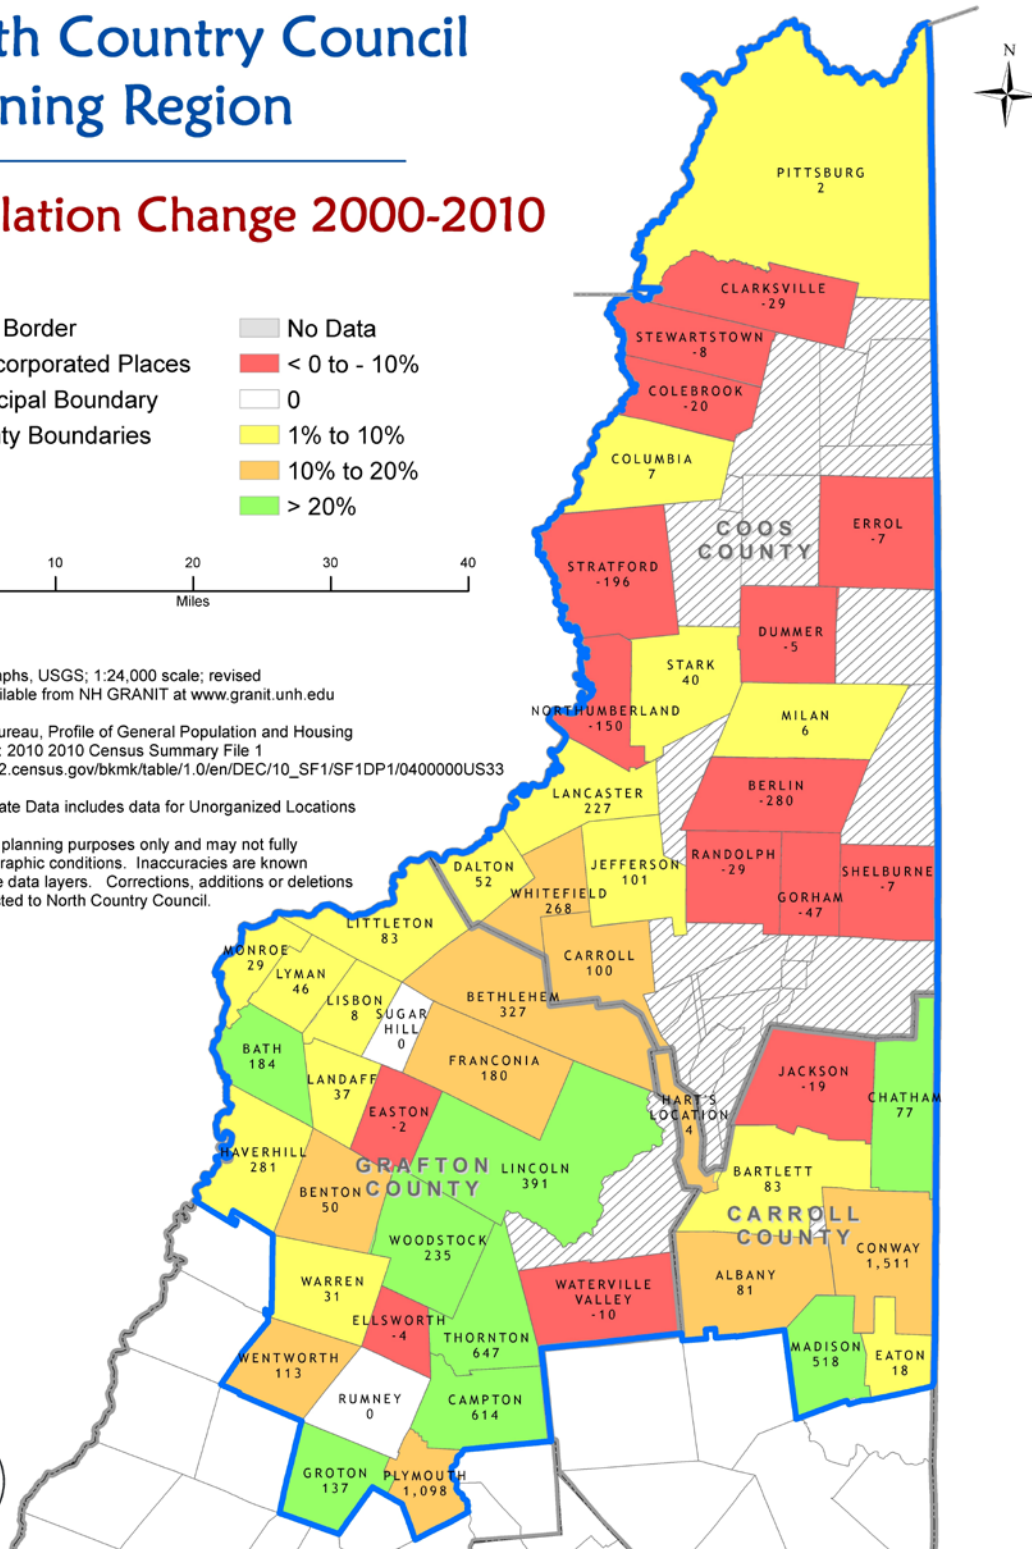 th Country Council
ning Region
lation Change 2000-2010
Border
corporated Places
cipal Boundary
ty Boundaries
No Data
< 0 to - 10%
0
1% to 10%
10% to 20%
> 20%
10
20
30
40
Miles
phs, USGS; 1:24,000 scale; revised
ilable from NH GRANIT at www.granit.unh.edu
ureau, Profile of General Population and Housing
: 2010 2010 Census Summary File 1
2.census.gov/bkmk/table/1.0/en/DEC/10_SF1/SF1DP1/0400000US33
ate Data includes data for Unorganized Locations
planning purposes only and may not fully
raphic conditions. Inaccuracies are known
e data layers. Corrections, additions or deletions
ted to North Country Council.
N
PITTSBURG
2
CLARKSVILLE
-29
STEWARTSTOWN
-8
COLEBROOK
-20
COLUMBIA
7
COOS
COUNTY
ERROL
-7
STRATFORD
-196
DUMMER
-5
STARK
40
NORTHUMBERLAND
-150
MILAN
6
BERLIN
-280
LANCASTER
227
DALTON
52
WHITEFIELD
268
JEFFERSON
101
RANDOLPH
-29
GORHAM
-47
SHELBURNE
-7
LITTLETON
83
CARROLL
100
MONROE
29
LYMAN
46
LISBON
8
SUGAR
HILL
0
BETHLEHEM
327
BATH
184
LANDAFF
37
FRANCONIA
180
EASTON
-2
JACKSON
-19
CHATHAM
77
HART'S
LOCATION
4
HAVERHILL
281
GRAFTON
COUNTY
LINCOLN
391
BENTON
50
BARTLETT
83
CARROLL
COUNTY
WOODSTOCK
235
CONWAY
1,511
WARREN
31
ALBANY
81
WATERVILLE
VALLEY
-10
ELLSWORTH
-4
THORNTON
647
MADISON
518
EATON
18
WENTWORTH
113
RUMNEY
0
CAMPTON
614
GROTON
137
PLYMOUTH
1,098